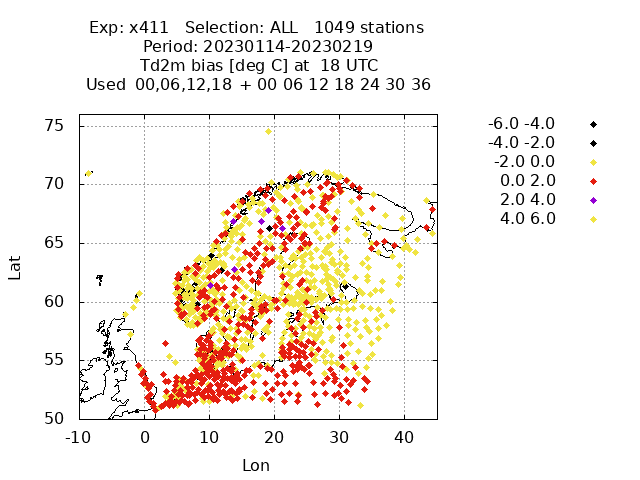 Exp: x411   Selection: ALL   1049 stations
Period: 20230114-20230219
Td2m bias [deg C] at  18 UTC
Used  00,06,12,18 + 00 06 12 18 24 30 36
-6.0 -4.0
-4.0 -2.0
-2.0 0.0
0.0 2.0
2.0 4.0
4.0 6.0
75
70
65
60
55
50
Lat
-10 0 10 20 30 40
Lon